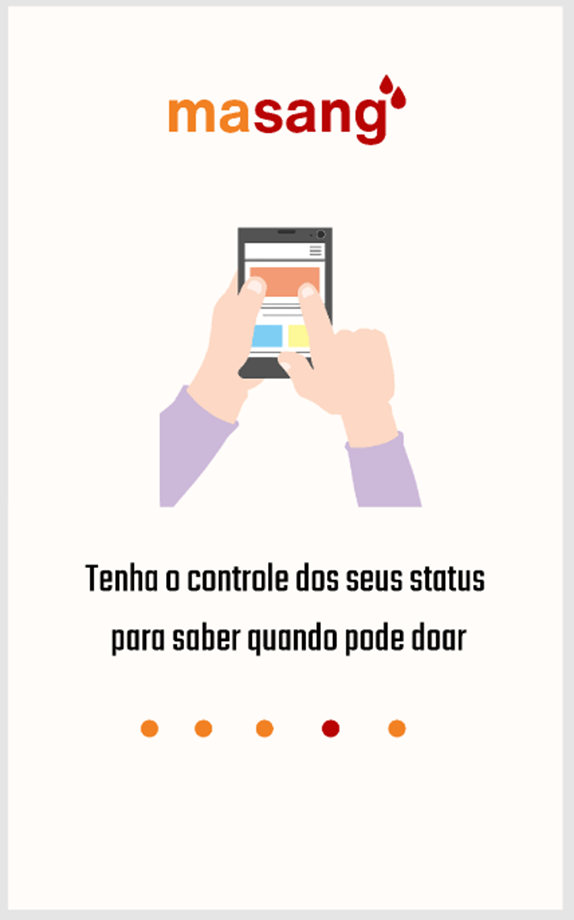 masang
Tenha o controle dos seus status
para saber quando pode doar